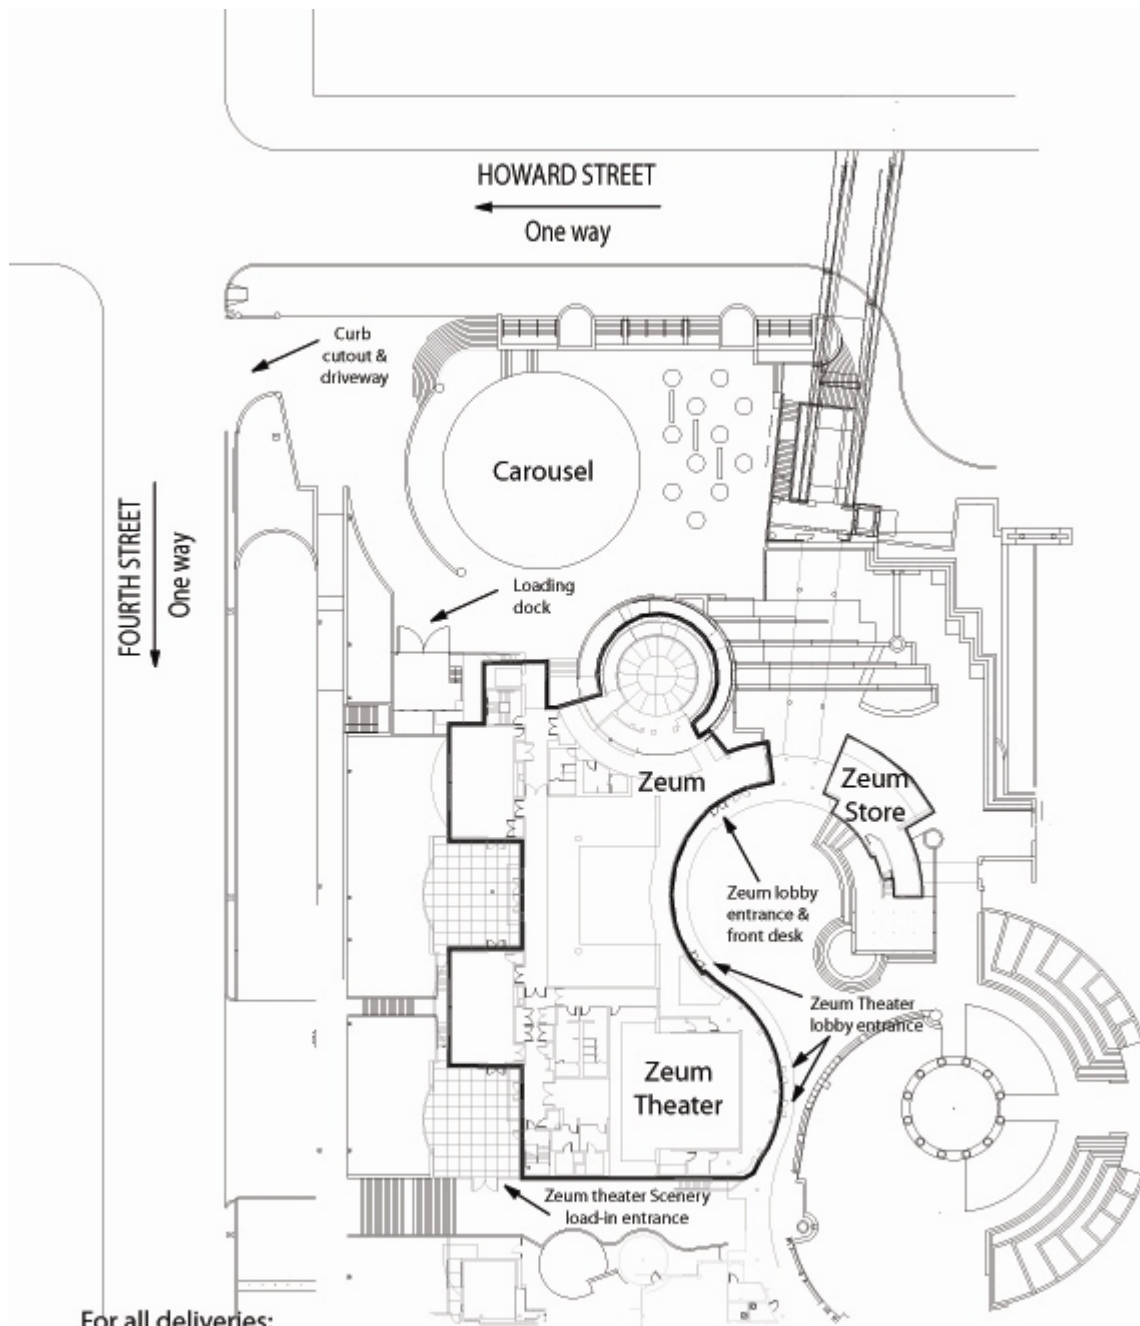 HOWARD STREET
One way
Curb
cutout &
driveway
Carousel
FOURTH STREET
One way
Loading
dock
Zeum
Zeum
Store
Zeum lobby
entrance &
front desk
Zeum Theater
lobby entrance
Zeum
Theater
Zeum theater Scenery
load-in entrance
For all deliveries: